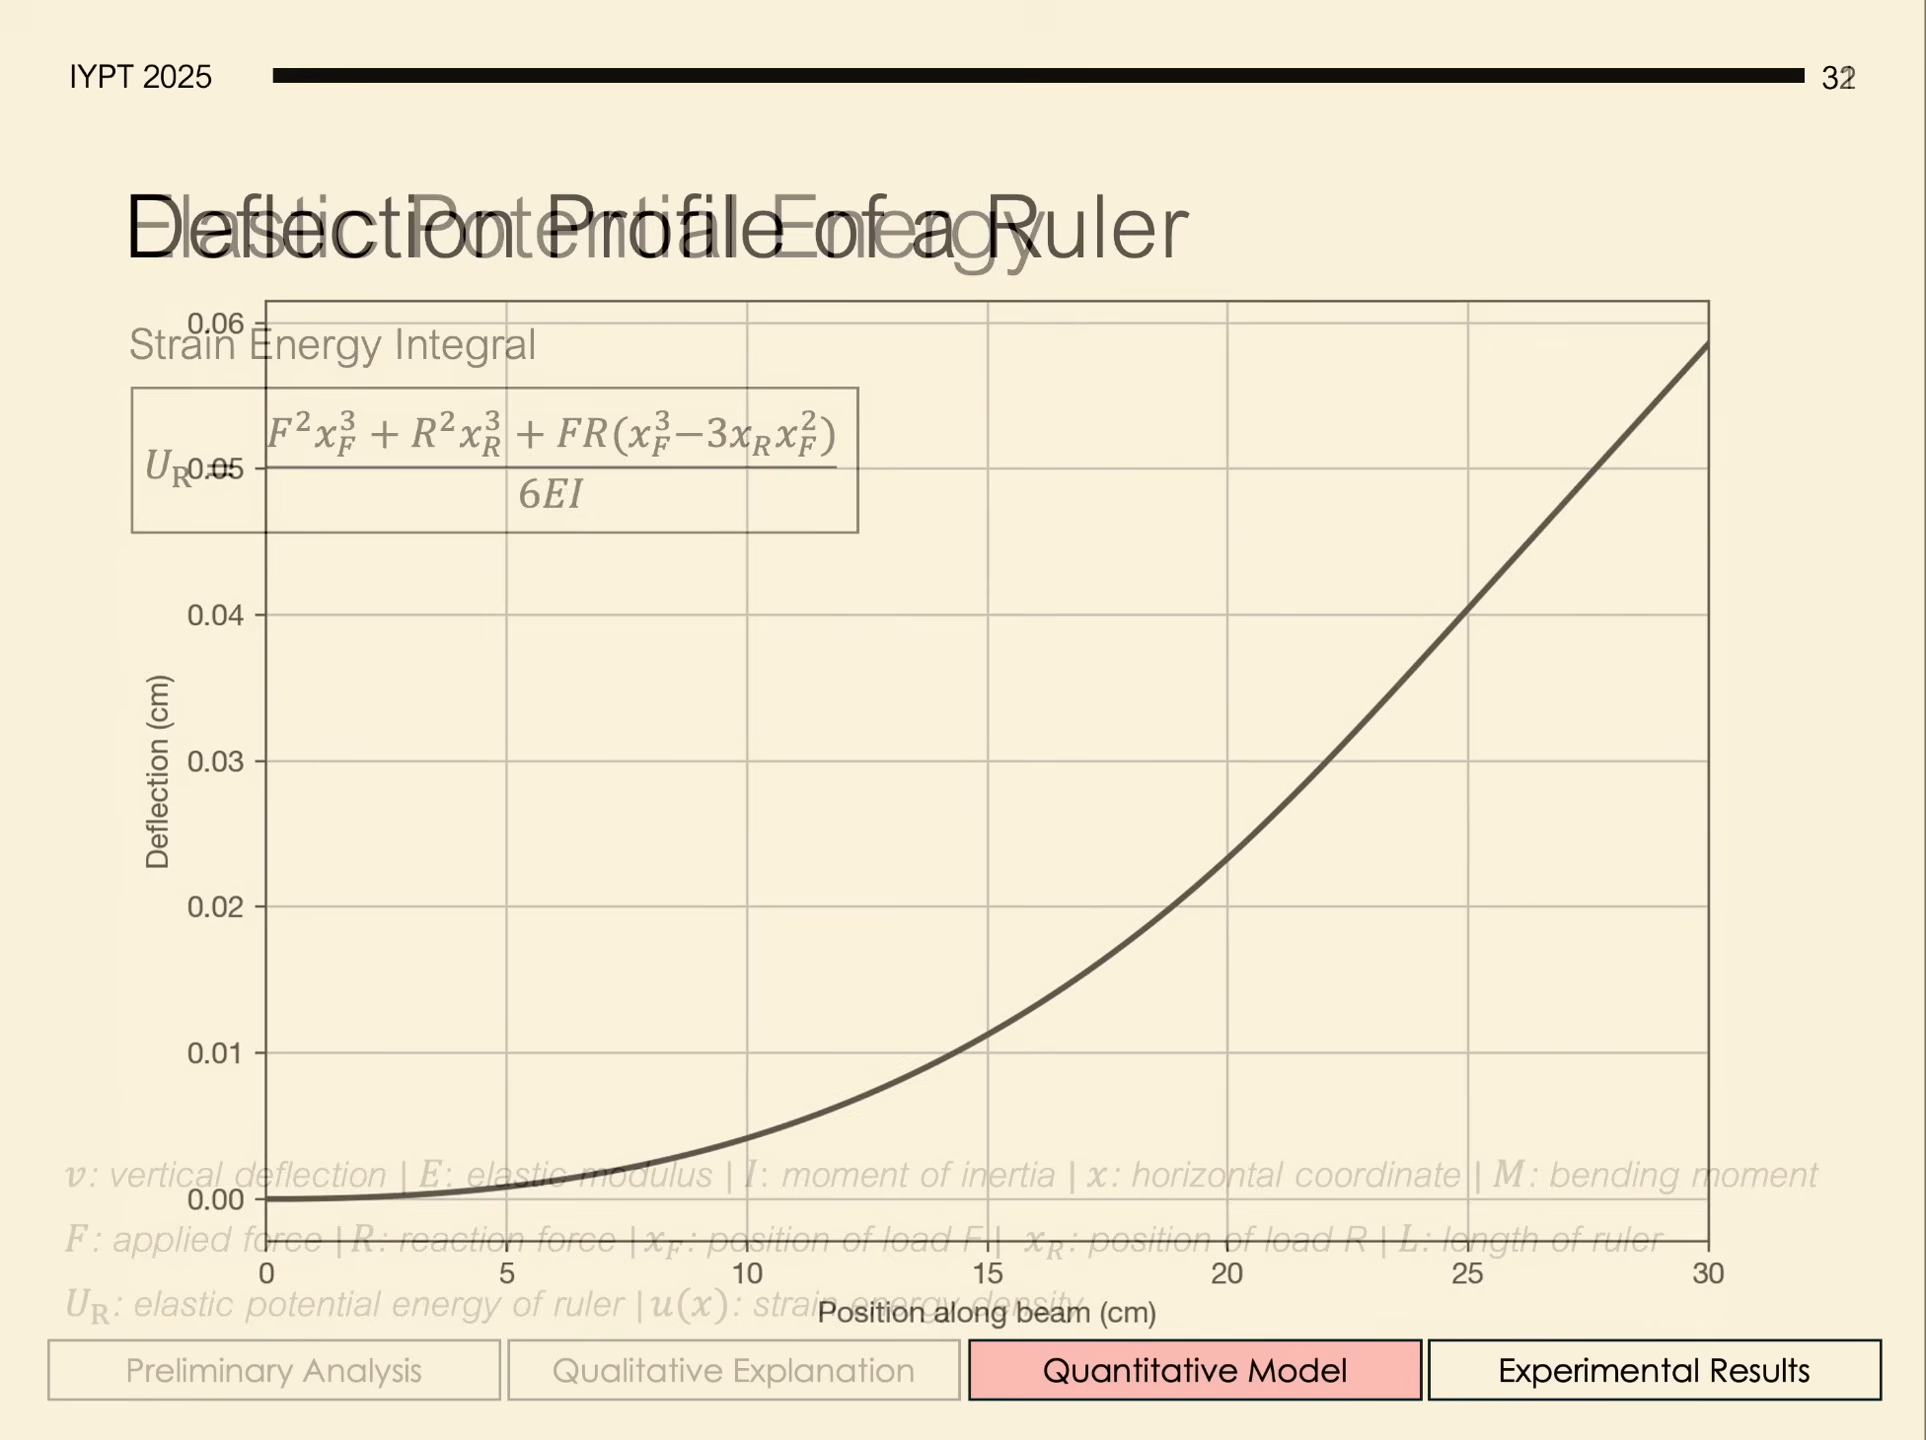 IYPT 2025
Deflection Profile of a Ruler
Elastic Potential Energy
Strain Energy Integral
U_R = (F²x_F³ + R²x_R³ + FR(x_F³−3x_Rx_F²)) / 6EI
0.06
0.05
0.04
0.03
0.02
0.01
0.00
Deflection (cm)
v: vertical deflection | E: elastic modulus | I: moment of inertia | x: horizontal coordinate | M: bending moment
F: applied force | R: reaction force | x_F: position of load F | x_R: position of load R | L: length of ruler
0 5 10 15 20 25 30
U_R: elastic potential energy of ruler | u(x): strain energy density
Position along beam (cm)
Preliminary Analysis
Qualitative Explanation
Quantitative Model
Experimental Results